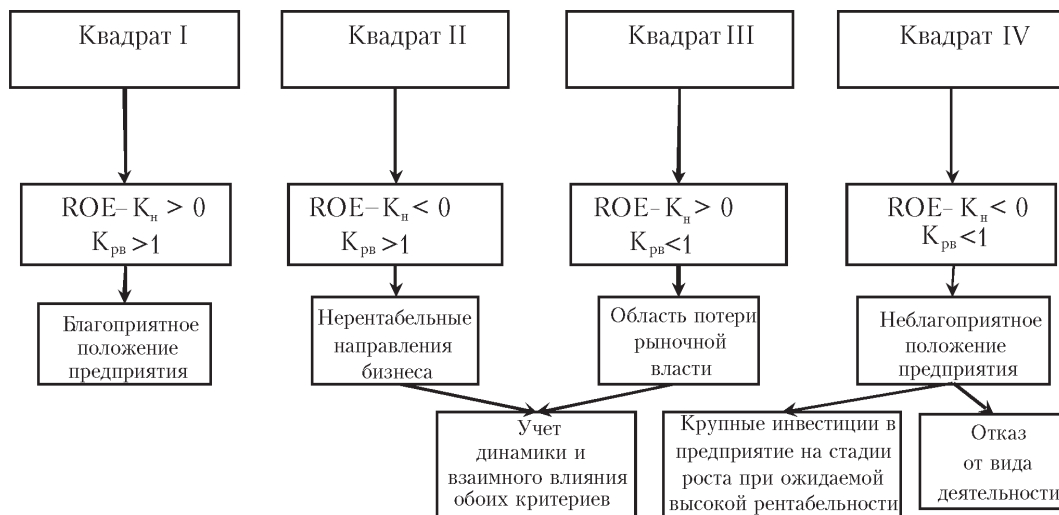 Квадрат I
Квадрат II
Квадрат III
Квадрат IV
ROE– Kн > 0
Kрв >1
ROE– Kн < 0
Kрв >1
ROE– Kн > 0
Kрв <1
ROE– Kн < 0
Kрв <1
Благоприятное
положение
предприятия
Нерентабельные
направления
бизнеса
Область потери
рыночной
власти
Неблагоприятное
положение
предприятия
Учет
динамики и
взаимного влияния
обоих критериев
Крупные инвестиции в
предприятие на стадии
роста при ожидаемой
высокой рентабельности
Отказ
от вида
деятельности